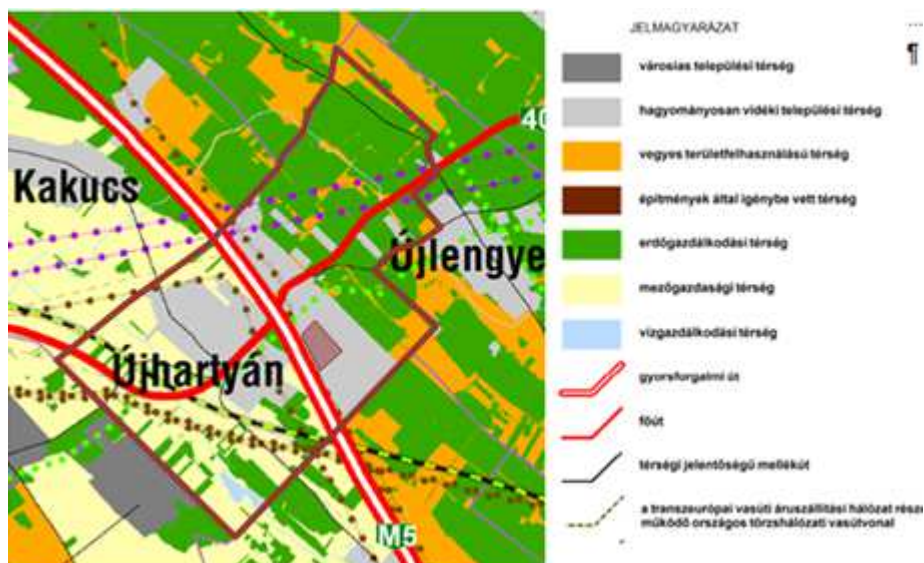 Kakucs
40
Újlengye
Újhartyán
M5
JELMAGYARÁZAT
¶
városias települési térség
hagyományosan vidéki települési térség
vegyes területfelhasználású térség
építmények által igénybe vett térség
erdőgazdálkodási térség
mezőgazdasági térség
vízgazdálkodási térség
gyorsforgalmi út
főút
térségi jelentőségű mellékút
a transzeurópai vasúti áruszállítási hálózat része
működő országos törzshálózati vasútvonal